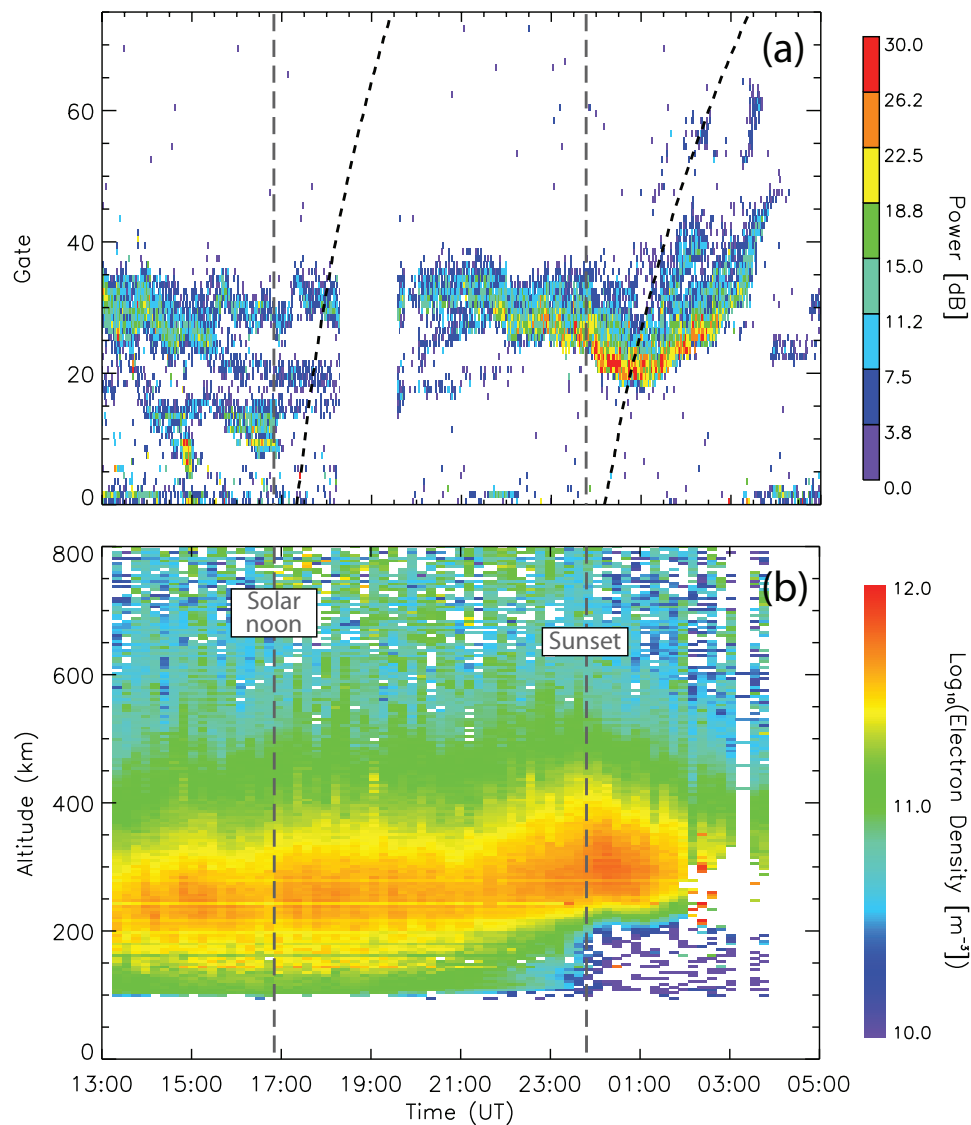 (a)
60
40
20
0
Gate
30.0
26.2
22.5
18.8
15.0
11.2
7.5
3.8
0.0
Power [dB]
(b)
800
600
400
200
0
Altitude (km)
Solar
noon
Sunset
12.0
11.0
10.0
Log₁₀(Electron Density [m⁻³])
13:00 15:00 17:00 19:00 21:00 23:00 01:00 03:00 05:00
Time (UT)